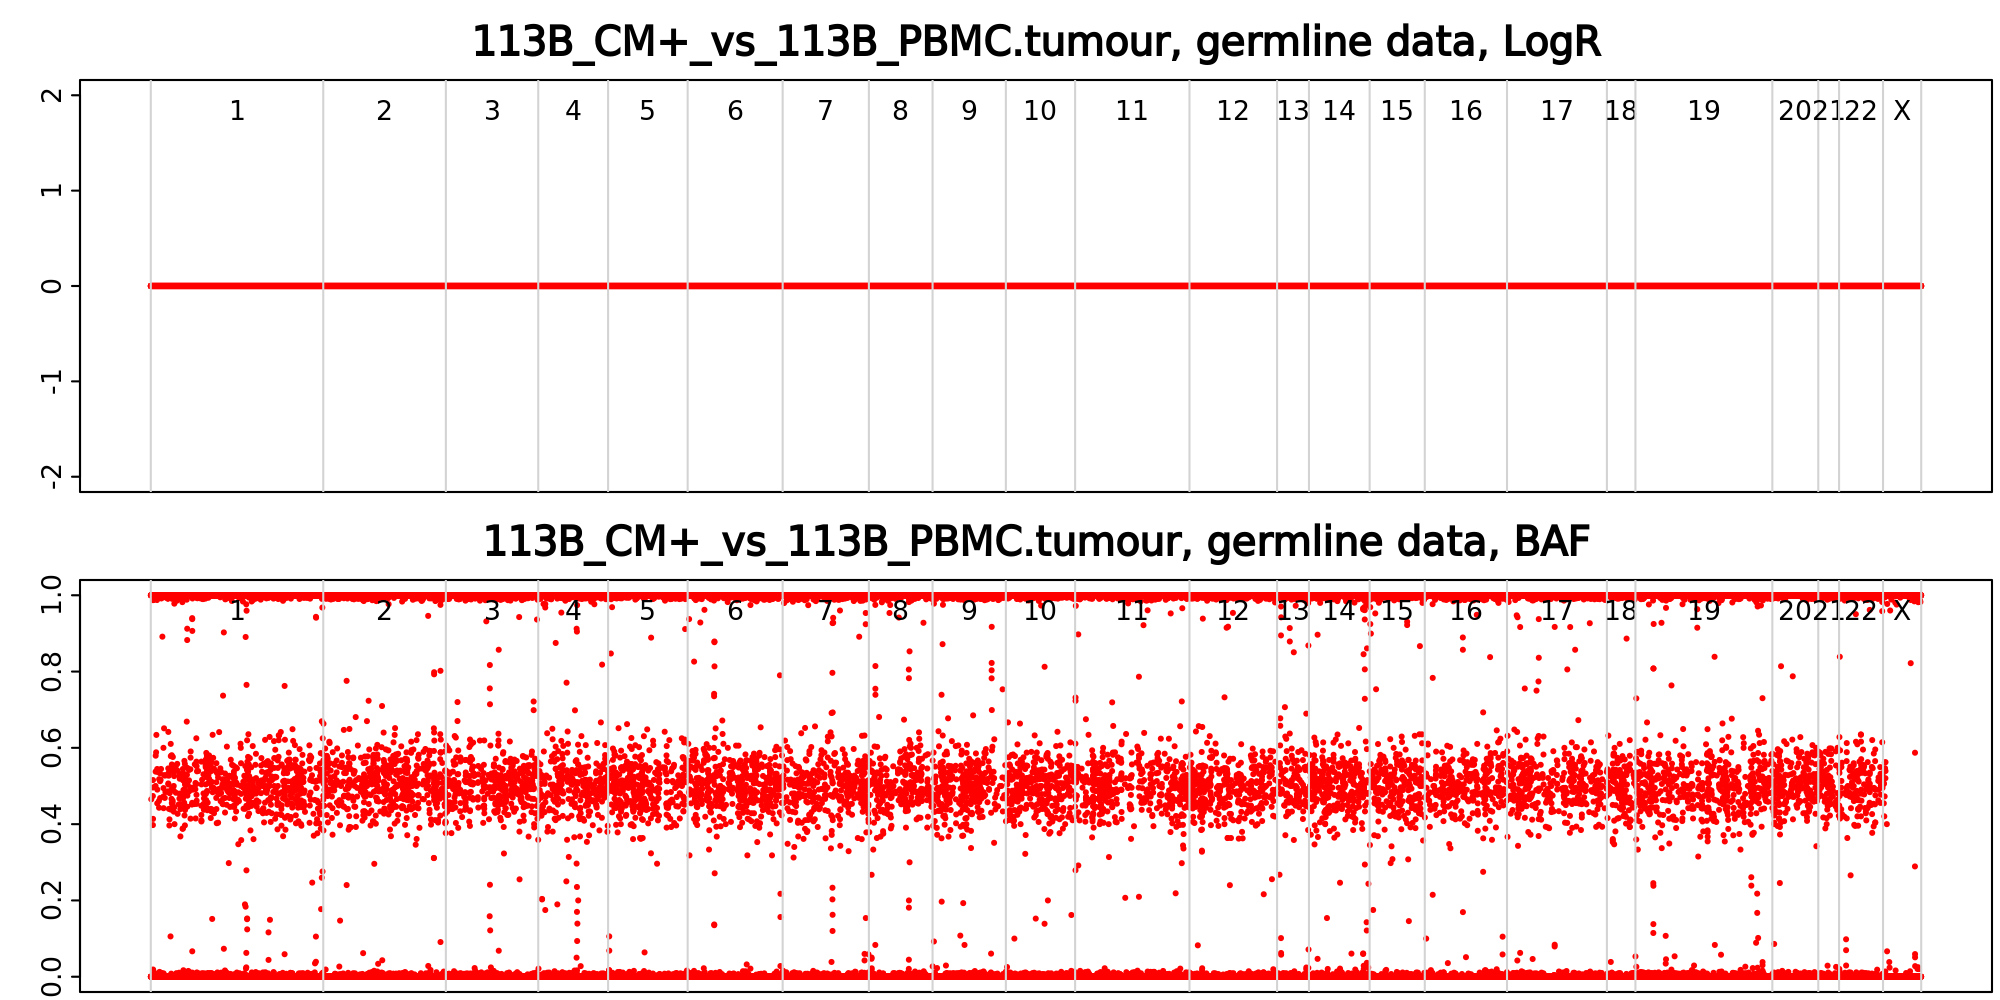 113B_CM+_vs_113B_PBMC.tumour, germline data, LogR
2
1
0
-1
-2
1 2 3 4 5 6 7 8 9 10 11 12 13 14 15 16 17 18 19 20 21 22 X
113B_CM+_vs_113B_PBMC.tumour, germline data, BAF
1.0
0.8
0.6
0.4
0.2
0.0
1 2 3 4 5 6 7 8 9 10 11 12 13 14 15 16 17 18 19 20 21 22 X